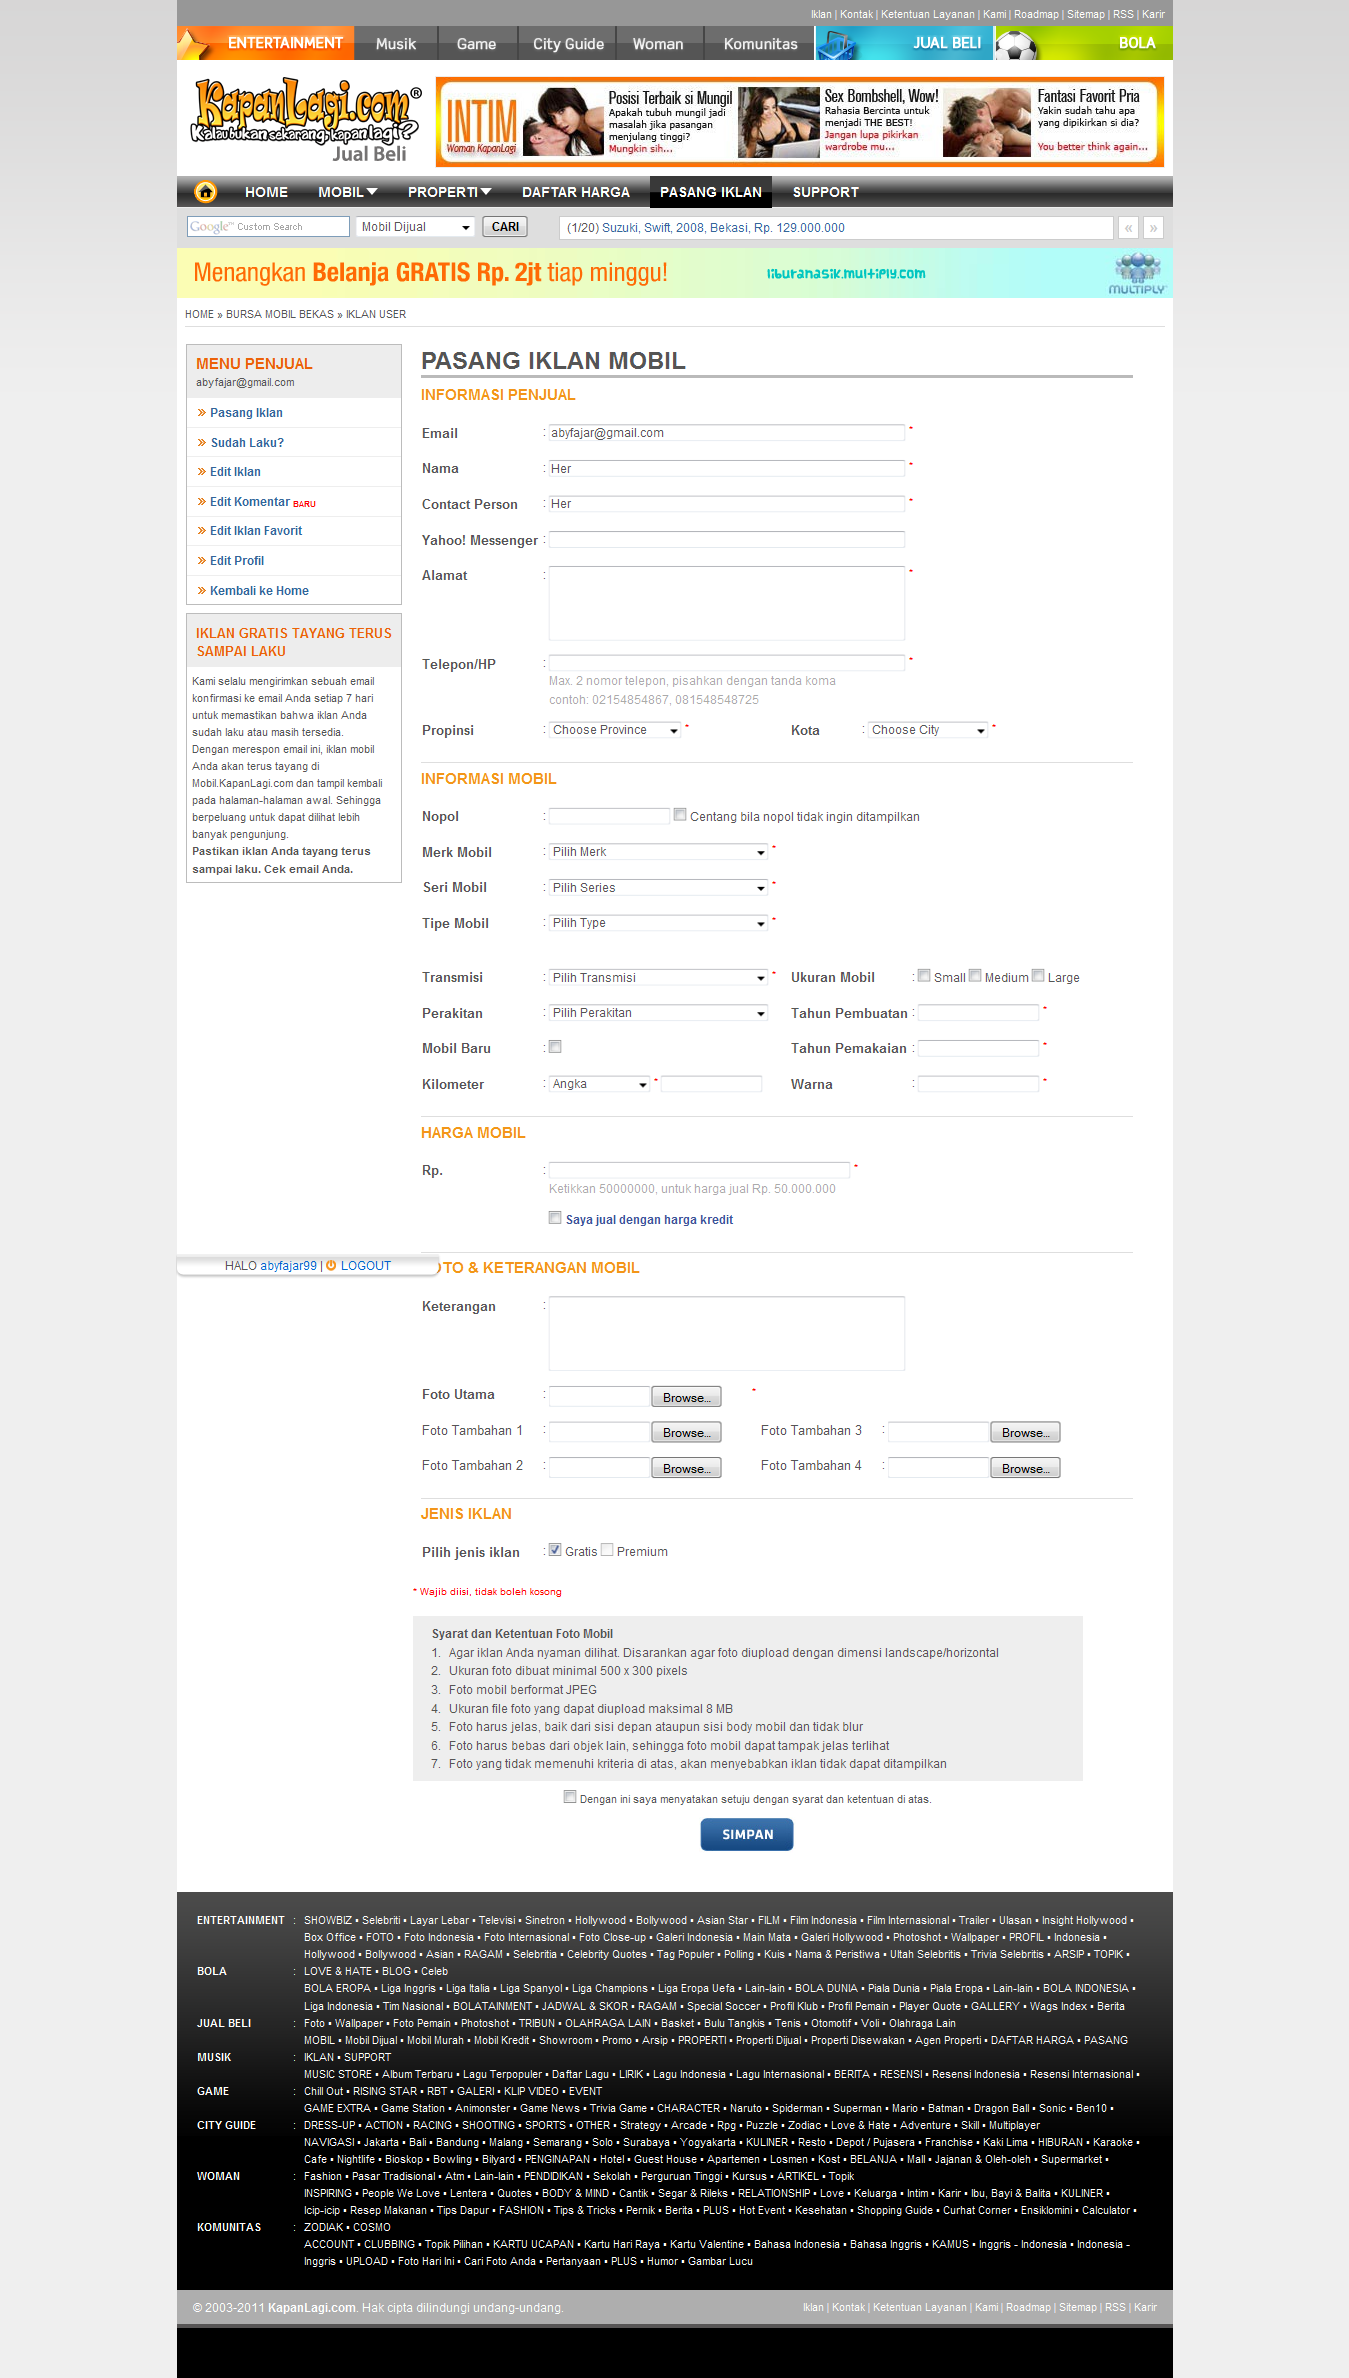 Iklan | Kontak | Ketentuan Layanan | Kami | Roadmap | Sitemap | RSS | Karir
ENTERTAINMENT Musik Game City Guide Woman Komunitas JUAL BELI BOLA
KapanLagi.com®
Kalau bukan sekarang, kapan lagi?
Jual Beli
INTIM
Woman KapanLagi
Posisi Terbaik si Mungil
Apakah tubuh mungil jadi
masalah jika pasangan
menjulang tinggi?
Mungkin sih...
Sex Bombshell, Wow!
Rahasia Bercinta untuk
menjadi THE BEST!
Jangan lupa pikirkan
wardrobe mu...
Fantasi Favorit Pria
Yakin sudah tahu apa
yang dipikirkan si dia?
You better think again...
HOME MOBIL PROPERTI DAFTAR HARGA PASANG IKLAN SUPPORT
Google™ Custom Search Mobil Dijual CARI (1/20) Suzuki, Swift, 2008, Bekasi, Rp. 129.000.000 « »
Menangkan Belanja GRATIS Rp. 2jt tiap minggu! liburanasik.multiply.com MULTIPLY
HOME » BURSA MOBIL BEKAS » IKLAN USER
MENU PENJUAL
abyfajar@gmail.com
» Pasang Iklan
» Sudah Laku?
» Edit Iklan
» Edit Komentar BARU
» Edit Iklan Favorit
» Edit Profil
» Kembali ke Home
IKLAN GRATIS TAYANG TERUS
SAMPAI LAKU
Kami selalu mengirimkan sebuah email
konfirmasi ke email Anda setiap 7 hari
untuk memastikan bahwa iklan Anda
sudah laku atau masih tersedia.
Dengan merespon email ini, iklan mobil
Anda akan terus tayang di
Mobil.KapanLagi.com dan tampil kembali
pada halaman-halaman awal. Sehingga
berpeluang untuk dapat dilihat lebih
banyak pengunjung.
Pastikan iklan Anda tayang terus
sampai laku. Cek email Anda.
PASANG IKLAN MOBIL
INFORMASI PENJUAL
Email : abyfajar@gmail.com *
Nama : Her *
Contact Person : Her *
Yahoo! Messenger :
Alamat : *
Telepon/HP : *
Max. 2 nomor telepon, pisahkan dengan tanda koma
contoh: 02154854867, 081548548725
Propinsi : Choose Province * Kota : Choose City *
INFORMASI MOBIL
Nopol : Centang bila nopol tidak ingin ditampilkan
Merk Mobil : Pilih Merk *
Seri Mobil : Pilih Series *
Tipe Mobil : Pilih Type *
Transmisi : Pilih Transmisi * Ukuran Mobil : Small Medium Large
Perakitan : Pilih Perakitan Tahun Pembuatan : *
Mobil Baru : Tahun Pemakaian : *
Kilometer : Angka * Warna : *
HARGA MOBIL
Rp. : *
Ketikkan 50000000, untuk harga jual Rp. 50.000.000
Saya jual dengan harga kredit
HALO abyfajar99 | LOGOUT
OTO & KETERANGAN MOBIL
Keterangan :
Foto Utama : Browse... *
Foto Tambahan 1 : Browse... Foto Tambahan 3 : Browse...
Foto Tambahan 2 : Browse... Foto Tambahan 4 : Browse...
JENIS IKLAN
Pilih jenis iklan : Gratis Premium
* Wajib diisi, tidak boleh kosong
Syarat dan Ketentuan Foto Mobil
1. Agar iklan Anda nyaman dilihat. Disarankan agar foto diupload dengan dimensi landscape/horizontal
2. Ukuran foto dibuat minimal 500 x 300 pixels
3. Foto mobil berformat JPEG
4. Ukuran file foto yang dapat diupload maksimal 8 MB
5. Foto harus jelas, baik dari sisi depan ataupun sisi body mobil dan tidak blur
6. Foto harus bebas dari objek lain, sehingga foto mobil dapat tampak jelas terlihat
7. Foto yang tidak memenuhi kriteria di atas, akan menyebabkan iklan tidak dapat ditampilkan
Dengan ini saya menyatakan setuju dengan syarat dan ketentuan di atas.
SIMPAN
ENTERTAINMENT : SHOWBIZ • Selebriti • Layar Lebar • Televisi • Sinetron • Hollywood • Bollywood • Asian Star • FILM • Film Indonesia • Film Internasional • Trailer • Ulasan • Insight Hollywood •
Box Office • FOTO • Foto Indonesia • Foto Internasional • Foto Close-up • Galeri Indonesia • Main Mata • Galeri Hollywood • Photoshot • Wallpaper • PROFIL • Indonesia •
Hollywood • Bollywood • Asian • RAGAM • Selebritia • Celebrity Quotes • Tag Populer • Polling • Kuis • Nama & Peristiwa • Ultah Selebritis • Trivia Selebritis • ARSIP • TOPIK •
BOLA : LOVE & HATE • BLOG • Celeb
BOLA EROPA • Liga Inggris • Liga Italia • Liga Spanyol • Liga Champions • Liga Eropa Uefa • Lain-lain • BOLA DUNIA • Piala Dunia • Piala Eropa • Lain-lain • BOLA INDONESIA •
Liga Indonesia • Tim Nasional • BOLATAINMENT • JADWAL & SKOR • RAGAM • Special Soccer • Profil Klub • Profil Pemain • Player Quote • GALLERY • Wags Index • Berita
JUAL BELI : Foto • Wallpaper • Foto Pemain • Photoshot • TRIBUN • OLAHRAGA LAIN • Basket • Bulu Tangkis • Tenis • Otomotif • Voli • Olahraga Lain
MOBIL • Mobil Dijual • Mobil Murah • Mobil Kredit • Showroom • Promo • Arsip • PROPERTI • Properti Dijual • Properti Disewakan • Agen Properti • DAFTAR HARGA • PASANG
MUSIK : IKLAN • SUPPORT
MUSIC STORE • Album Terbaru • Lagu Terpopuler • Daftar Lagu • LIRIK • Lagu Indonesia • Lagu Internasional • BERITA • RESENSI • Resensi Indonesia • Resensi Internasional •
GAME : Chill Out • RISING STAR • RBT • GALERI • KLIP VIDEO • EVENT
GAME EXTRA • Game Station • Animonster • Game News • Trivia Game • CHARACTER • Naruto • Spiderman • Superman • Mario • Batman • Dragon Ball • Sonic • Ben10 •
CITY GUIDE : DRESS-UP • ACTION • RACING • SHOOTING • SPORTS • OTHER • Strategy • Arcade • Rpg • Puzzle • Zodiac • Love & Hate • Adventure • Skill • Multiplayer
NAVIGASI • Jakarta • Bali • Bandung • Malang • Semarang • Solo • Surabaya • Yogyakarta • KULINER • Resto • Depot / Pujasera • Franchise • Kaki Lima • HIBURAN • Karaoke •
Cafe • Nightlife • Bioskop • Bowling • Bilyard • PENGINAPAN • Hotel • Guest House • Apartemen • Losmen • Kost • BELANJA • Mall • Jajanan & Oleh-oleh • Supermarket •
WOMAN : Fashion • Pasar Tradisional • Atm • Lain-lain • PENDIDIKAN • Sekolah • Perguruan Tinggi • Kursus • ARTIKEL • Topik
INSPIRING • People We Love • Lentera • Quotes • BODY & MIND • Cantik • Segar & Rileks • RELATIONSHIP • Love • Keluarga • Intim • Karir • Ibu, Bayi & Balita • KULINER •
Icip-icip • Resep Makanan • Tips Dapur • FASHION • Tips & Tricks • Pernik • Berita • PLUS • Hot Event • Kesehatan • Shopping Guide • Curhat Corner • Ensiklomini • Calculator •
KOMUNITAS : ZODIAK • COSMO
ACCOUNT • CLUBBING • Topik Pilihan • KARTU UCAPAN • Kartu Hari Raya • Kartu Valentine • Bahasa Indonesia • Bahasa Inggris • KAMUS • Inggris - Indonesia • Indonesia -
Inggris • UPLOAD • Foto Hari Ini • Cari Foto Anda • Pertanyaan • PLUS • Humor • Gambar Lucu
© 2003-2011 KapanLagi.com. Hak cipta dilindungi undang-undang. Iklan | Kontak | Ketentuan Layanan | Kami | Roadmap | Sitemap | RSS | Karir